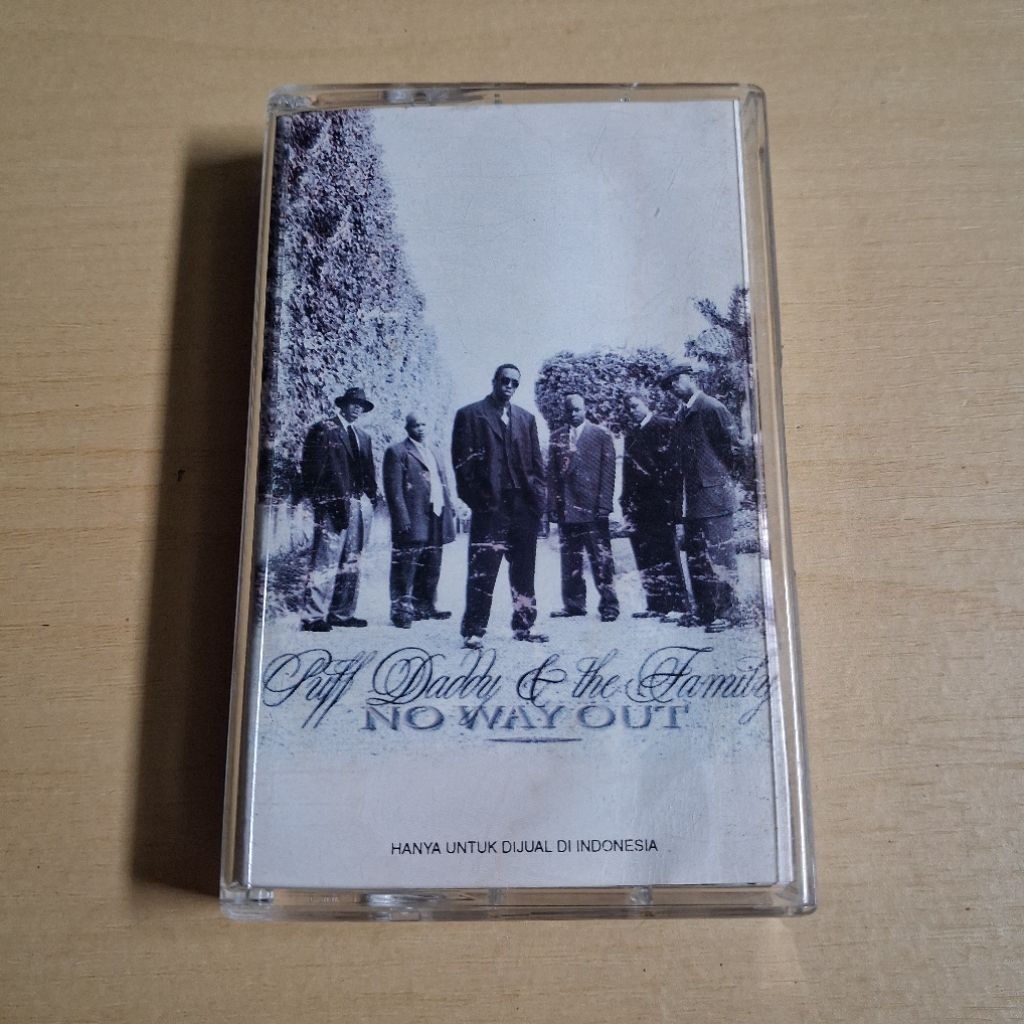 Puff Daddy & the Family
NO WAY OUT
HANYA UNTUK DIJUAL DI INDONESIA